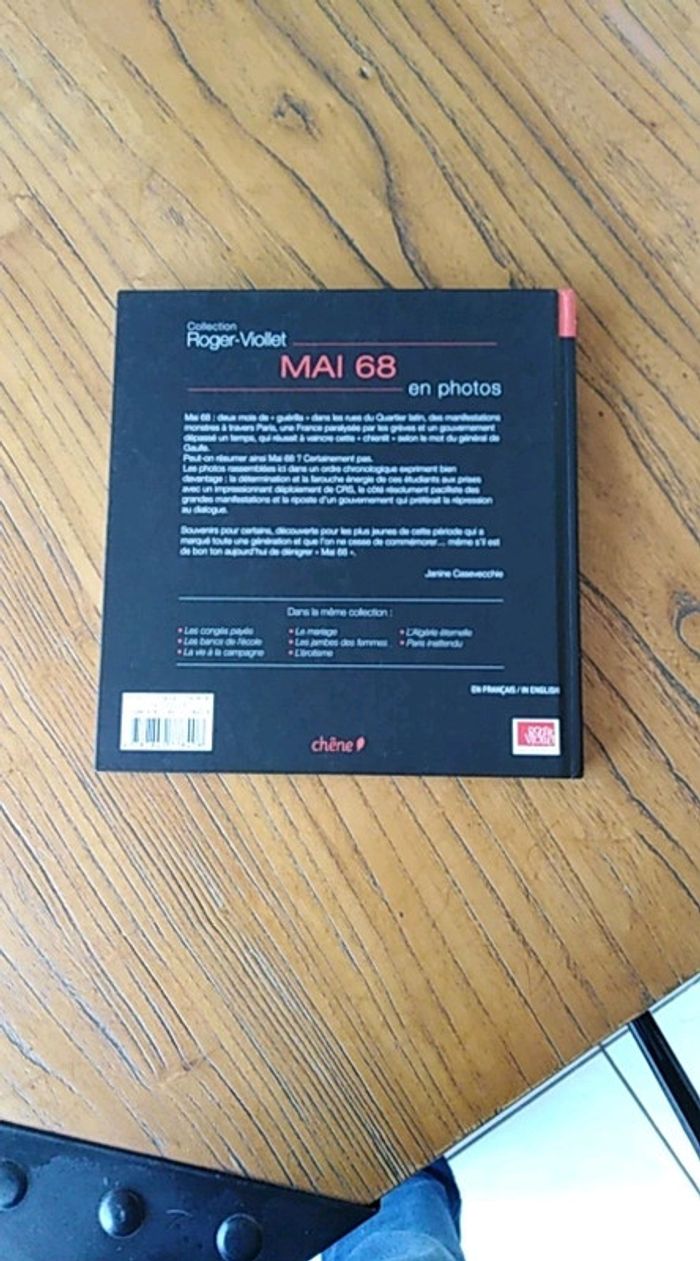 Collection
Roger-Viollet
MAI 68
en photos
Mai 68 : deux mois de « guérilla » dans les rues du Quartier latin, des manifestations
monstres à travers Paris, une France paralysée par les grèves et un gouvernement
dépassé un temps, qui réussit à vaincre cette « chienlit » selon le mot du général de
Gaulle.
Peut-on résumer ainsi Mai 68 ? Certainement pas.
Les photos rassemblées ici dans un ordre chronologique expriment bien
davantage : la détermination et la farouche énergie de ces étudiants aux prises
avec un impressionnant déploiement de CRS, le côté résolument pacifiste des
grandes manifestations et la riposte d'un gouvernement qui préférait la répression
au dialogue.
Souvenirs pour certains, découverte pour les plus jeunes de cette période qui a
marqué toute une génération et que l'on ne cesse de commémorer... même s'il est
de bon ton aujourd'hui de dénigrer « Mai 68 ».
Janine Casevecchie
Dans la même collection :
• Les congés payés • Le mariage • L'Algérie éternelle
• Les bancs de l'école • Les jambes des femmes • Paris inattendu
• La vie à la campagne • L'érotisme
EN FRANÇAIS / IN ENGLISH
chêne
ROGER
VIOLLET